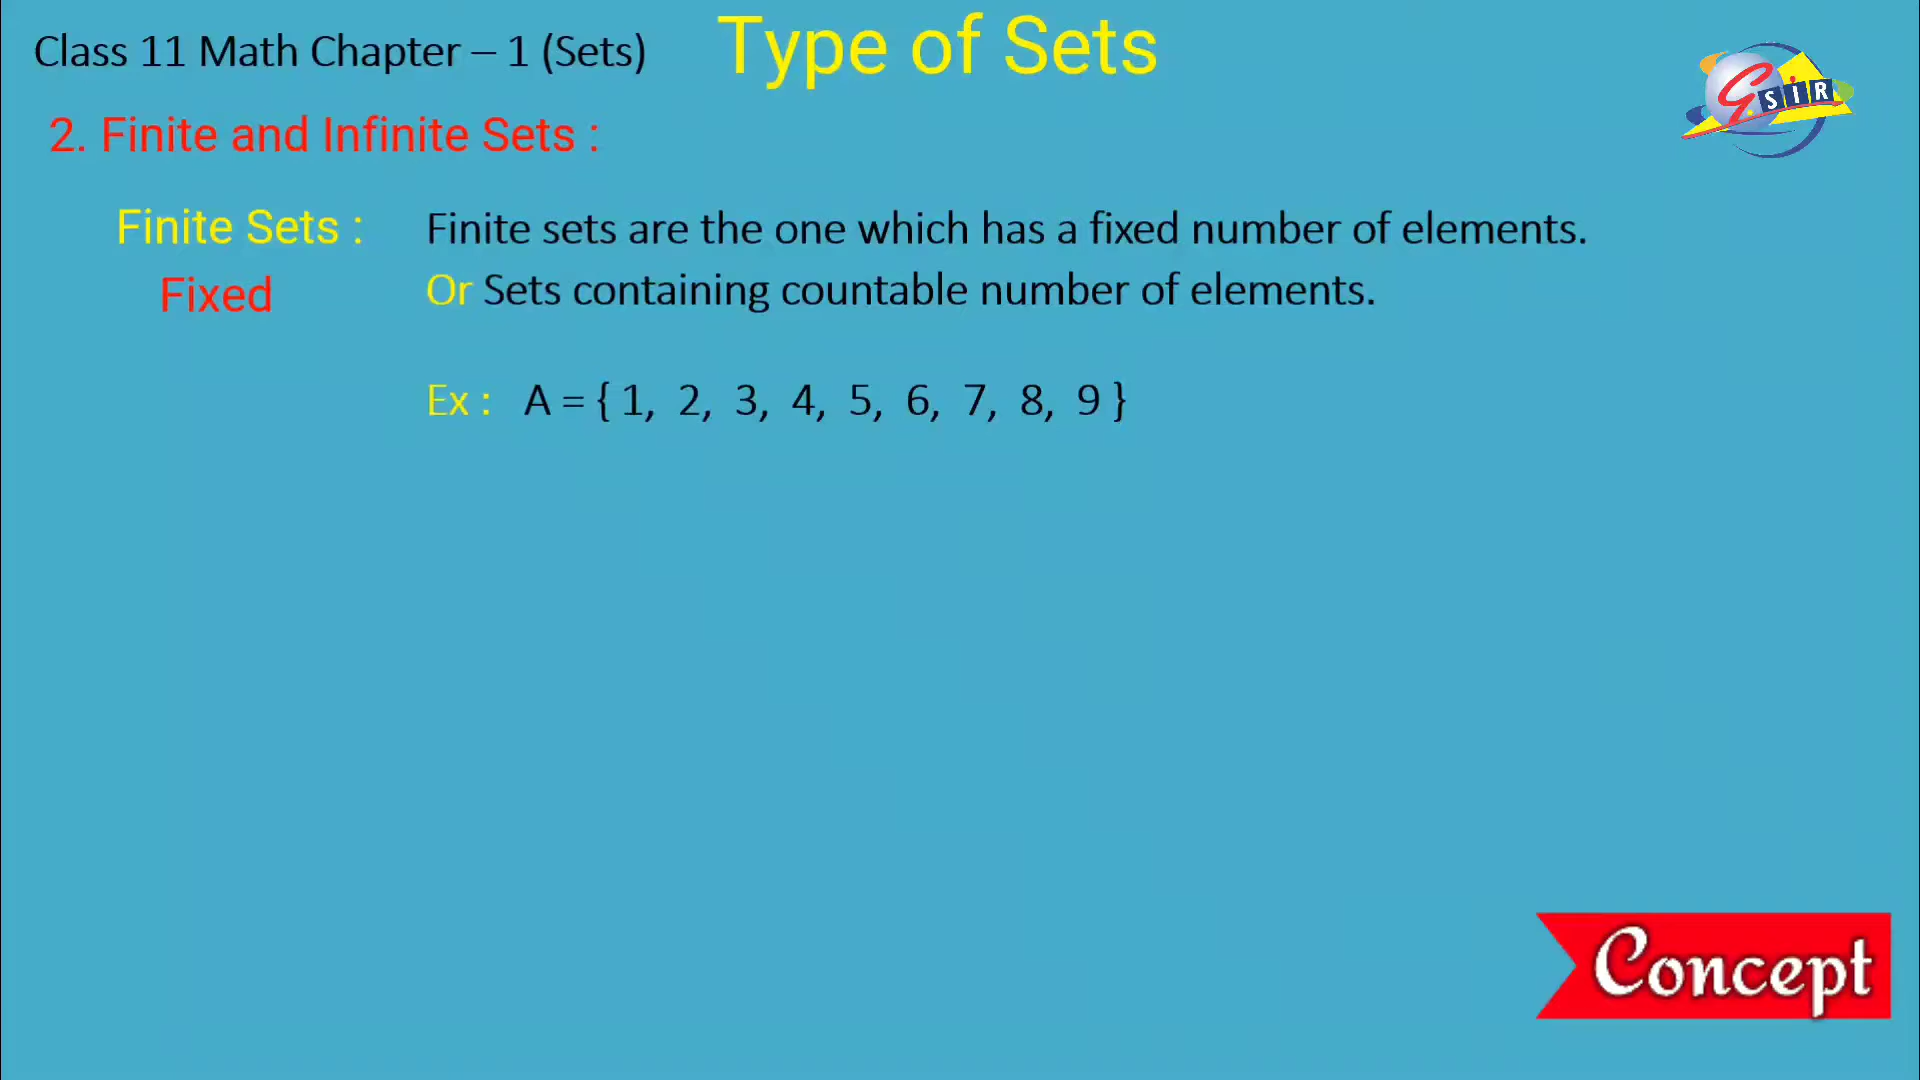 Class 11 Math Chapter – 1 (Sets)
Type of Sets
GSIR
2. Finite and Infinite Sets :
Finite Sets : Finite sets are the one which has a fixed number of elements.
Fixed Or Sets containing countable number of elements.
Ex : A = { 1, 2, 3, 4, 5, 6, 7, 8, 9 }
Concept